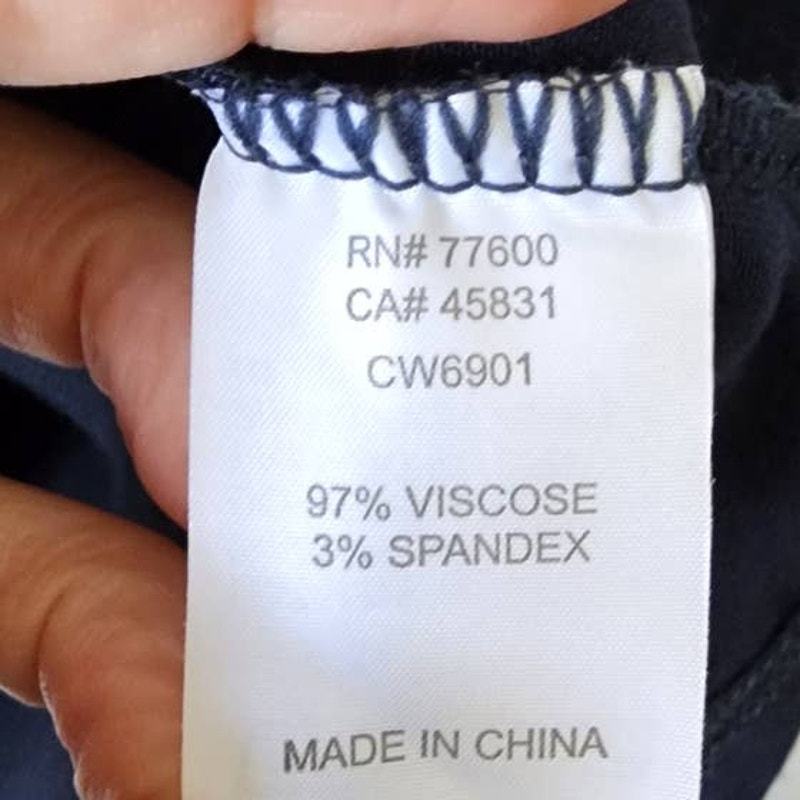 RN# 77600
CA# 45831
CW6901
97% VISCOSE
3% SPANDEX
MADE IN CHINA